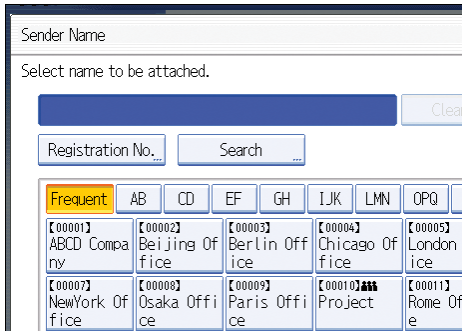 Sender Name
Select name to be attached.
Clea
Registration No.
Search
Frequent AB CD EF GH IJK LMN OPQ
【00001】 【00002】 【00003】 【00004】 【00005】
ABCD Compa Beijing Of Berlin Off Chicago Of London
ny fice ice fice ice
【00007】 【00008】 【00009】 【00010】 【00011】
NewYork Of Osaka Offi Paris Offi Project Rome Of
fice ce ce e